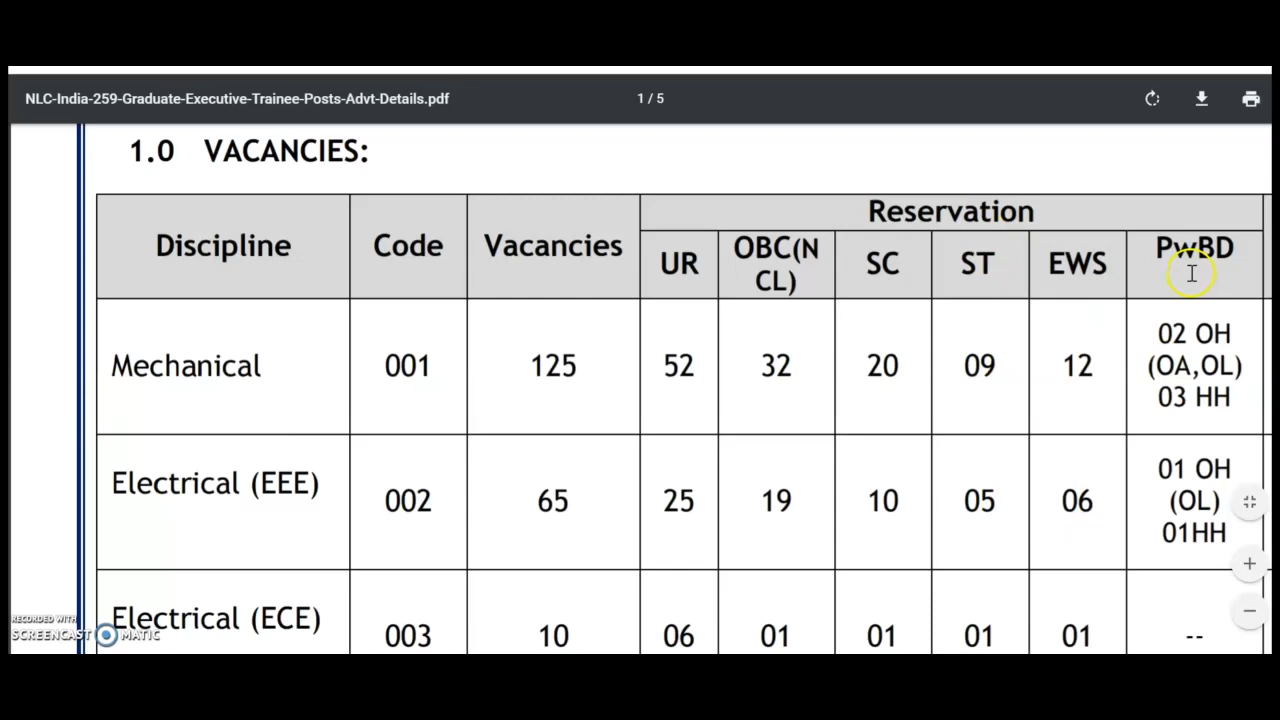 NLC-India-259-Graduate-Executive-Trainee-Posts-Advt-Details.pdf 1 / 5
1.0 VACANCIES:
Discipline Code Vacancies Reservation
UR OBC(N CL) SC ST EWS PwBD
Mechanical 001 125 52 32 20 09 12 02 OH (OA,OL) 03 HH
Electrical (EEE) 002 65 25 19 10 05 06 01 OH (OL) 01HH
Electrical (ECE) 003 10 06 01 01 01 01 --
RECORDED WITH
SCREENCAST MATIC